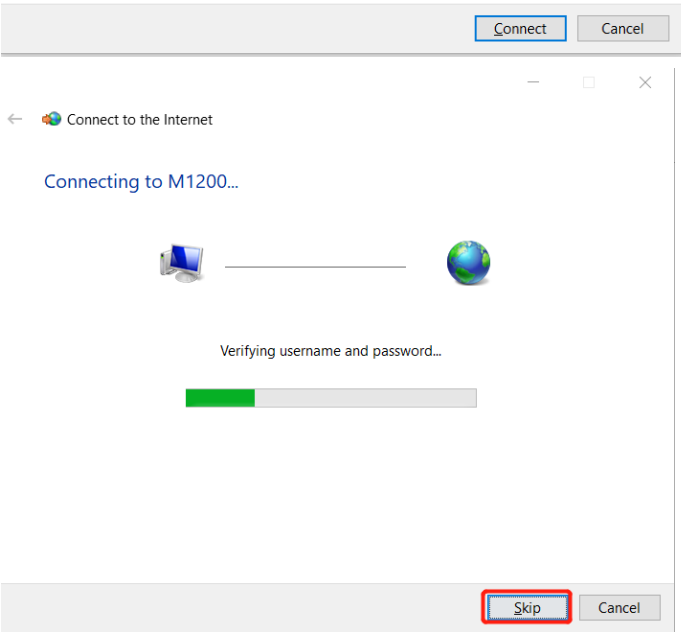 Connect Cancel
Connect to the Internet
Connecting to M1200...
Verifying username and password...
Skip Cancel